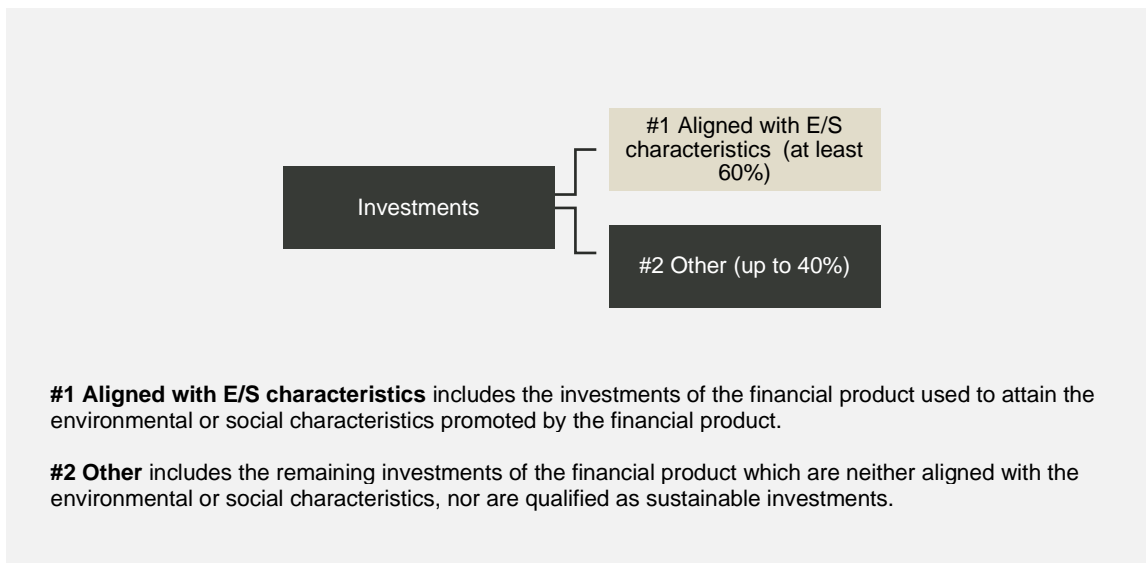 #1 Aligned with E/S
characteristics (at least
60%)
Investments
#2 Other (up to 40%)
#1 Aligned with E/S characteristics includes the investments of the financial product used to attain the
environmental or social characteristics promoted by the financial product.
#2 Other includes the remaining investments of the financial product which are neither aligned with the
environmental or social characteristics, nor are qualified as sustainable investments.